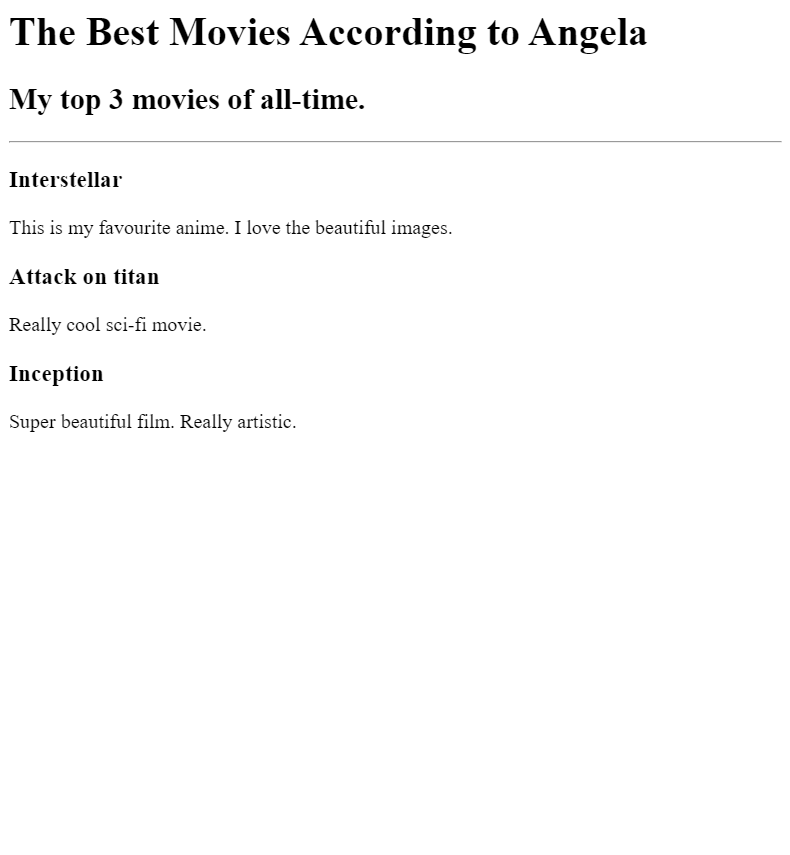 The Best Movies According to Angela
My top 3 movies of all-time.
Interstellar
This is my favourite anime. I love the beautiful images.
Attack on titan
Really cool sci-fi movie.
Inception
Super beautiful film. Really artistic.